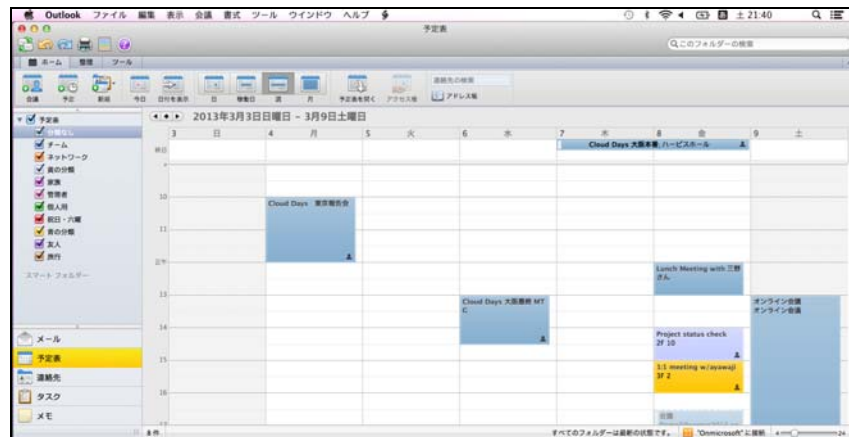 Outlook ファイル 編集 表示 会議 書式 ツール ウインドウ ヘルプ 21:40
予定表
このフォルダーの検索
ホーム 整理 ツール
会議 予定 新規 今日 日付を表示 日 稼働日 週 月 予定表を開く アクセス権 連絡先の検索
アドレス帳
2013年3月3日日曜日 - 3月9日土曜日
3 日 4 月 5 火 6 水 7 木 8 金 9 土
終日 Cloud Days 大阪本番; ハービスホール
予定表
分類なし
チーム
ネットワーク
家族
管理者
個人用
祝日・六曜
友人
旅行
スマート フォルダー
メール
予定表
連絡先
タスク
メモ
10
11
正午
13
14
15
16
Cloud Days 東京報告会
Cloud Days 大阪最終 MT
C
Lunch Meeting with 三野
さん
Project status check
2F 10
1:1 meeting w/ayawaji
3F 2
会議
オンライン会議
オンライン会議
8 件
すべてのフォルダーは最新の状態です。 "Onmicrosoft" に接続 4 24